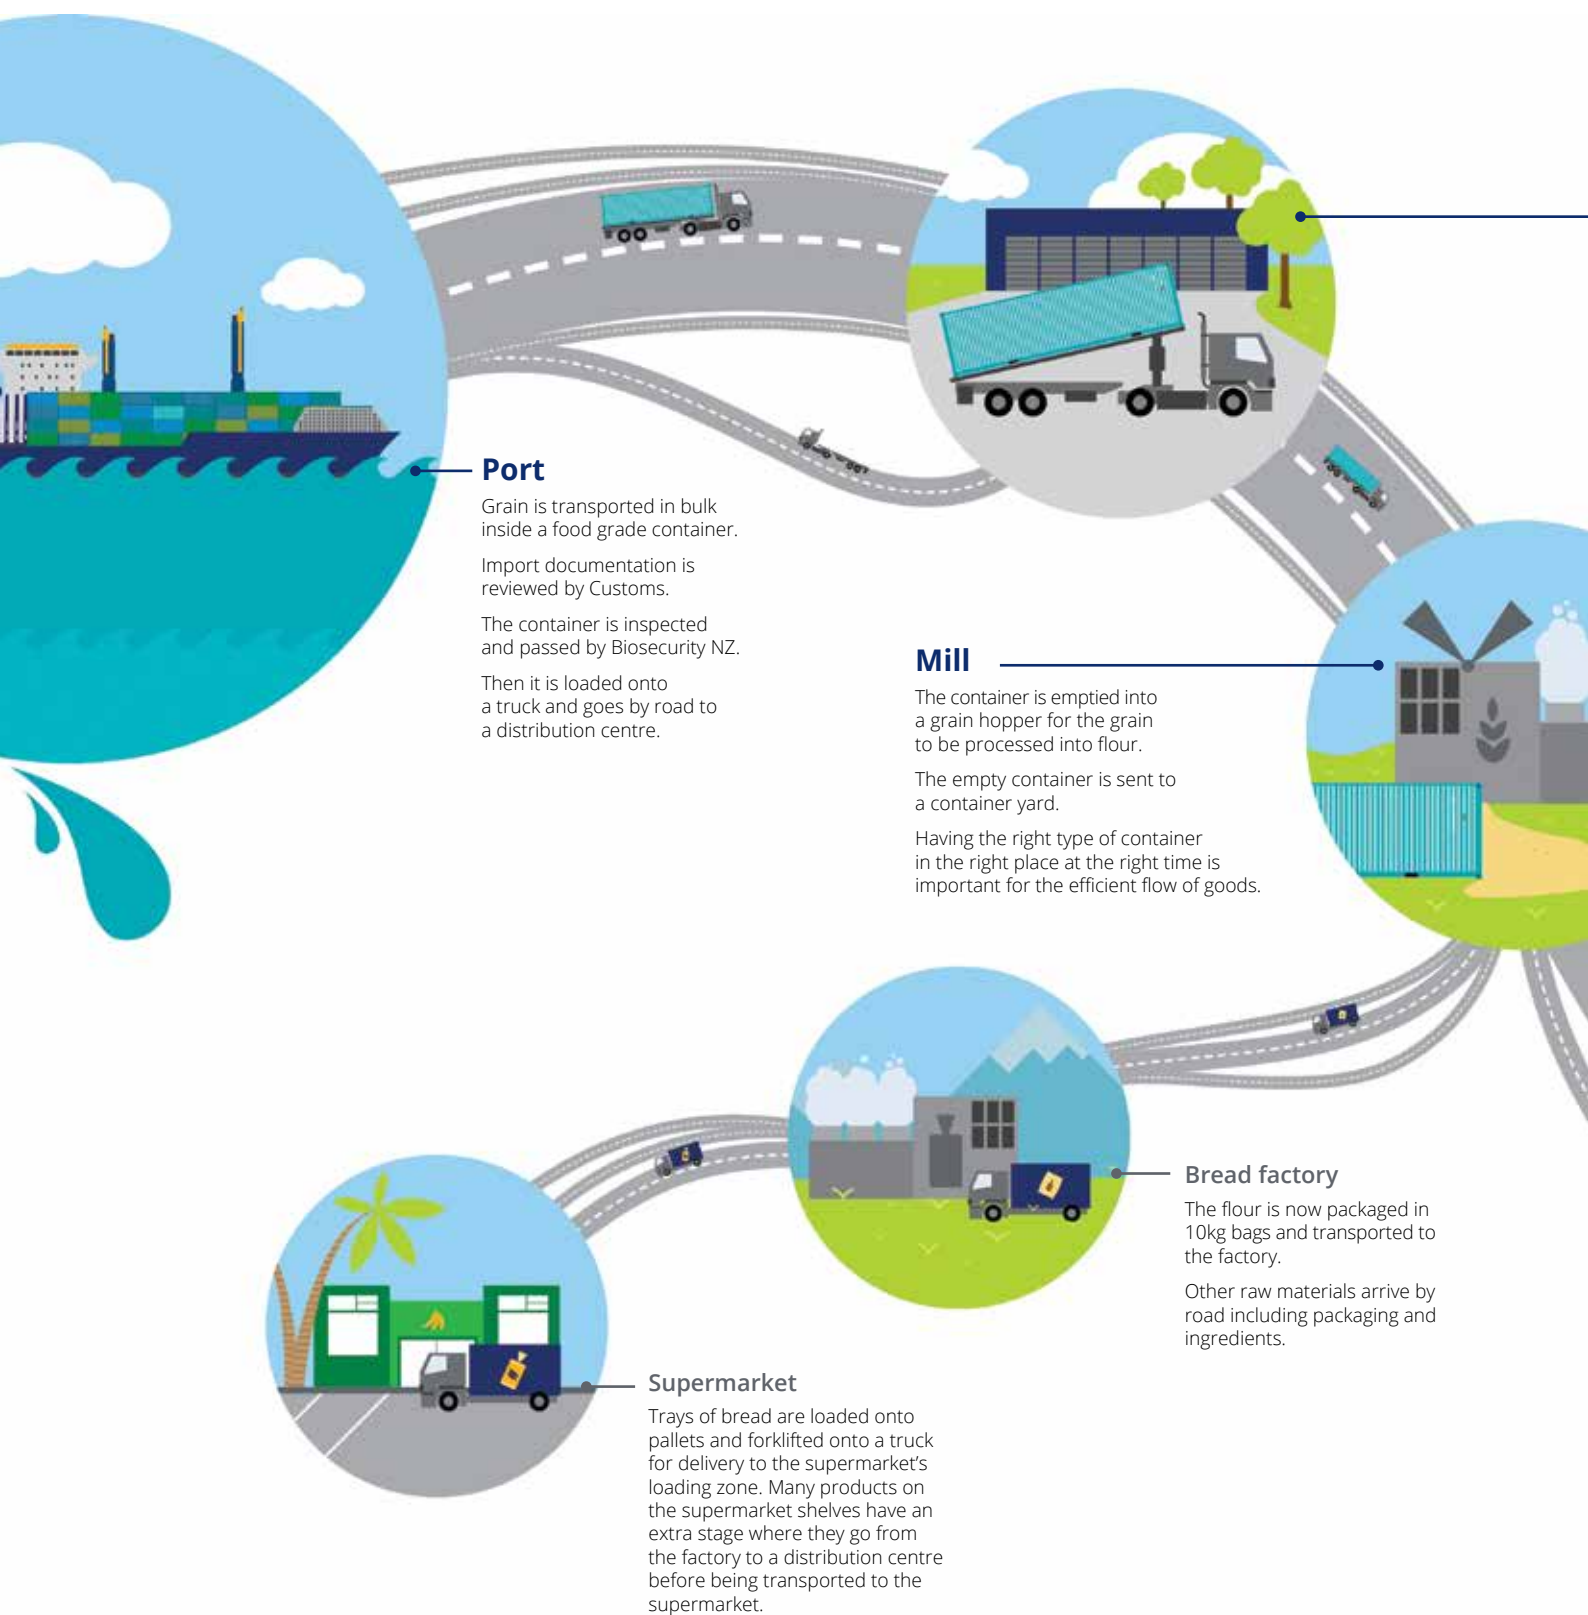 Port
Grain is transported in bulk
inside a food grade container.
Import documentation is
reviewed by Customs.
The container is inspected
and passed by Biosecurity NZ.
Then it is loaded onto
a truck and goes by road to
a distribution centre.
Mill
The container is emptied into
a grain hopper for the grain
to be processed into flour.
The empty container is sent to
a container yard.
Having the right type of container
in the right place at the right time is
important for the efficient flow of goods.
Bread factory
The flour is now packaged in
10kg bags and transported to
the factory.
Other raw materials arrive by
road including packaging and
ingredients.
Supermarket
Trays of bread are loaded onto
pallets and forklifted onto a truck
for delivery to the supermarket's
loading zone. Many products on
the supermarket shelves have an
extra stage where they go from
the factory to a distribution centre
before being transported to the
supermarket.